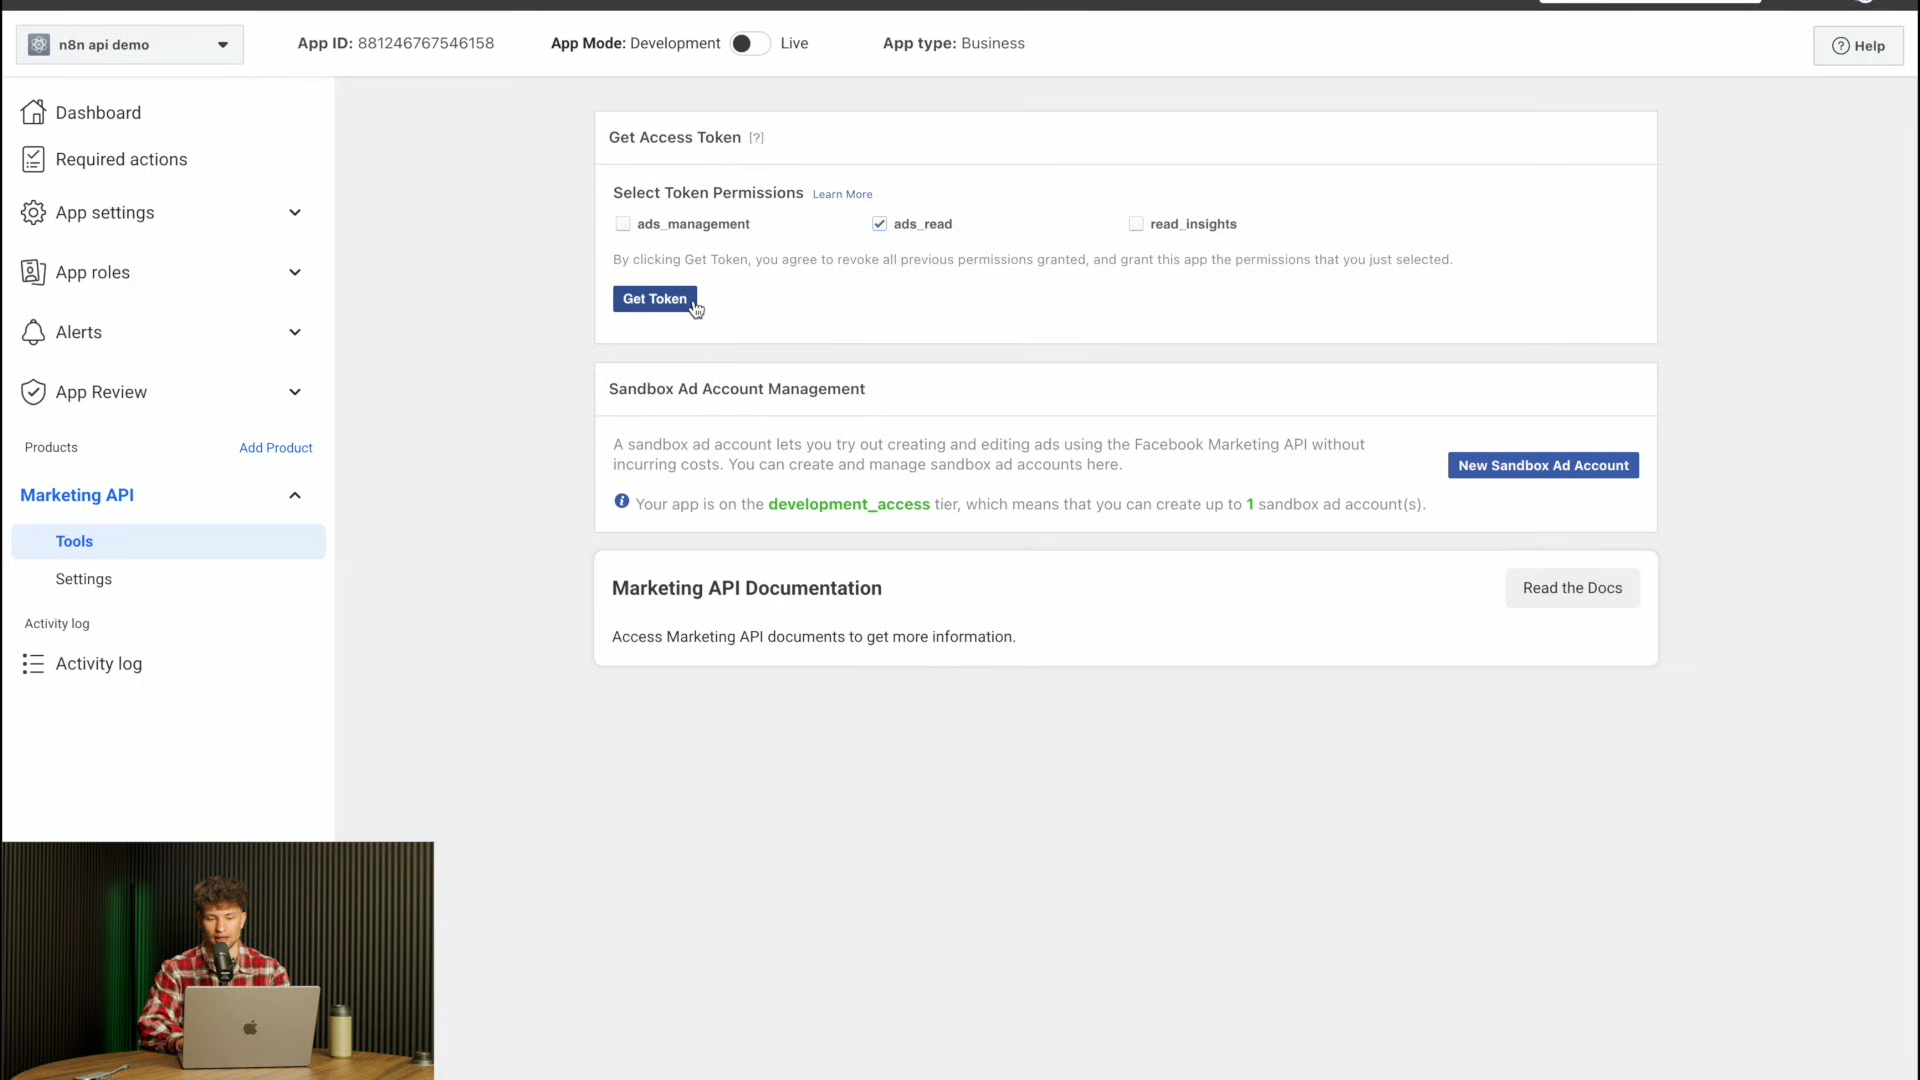 n8n api demo
App ID: 881246767546158
App Mode: Development
Live
App type: Business
Help
Dashboard
Required actions
App settings
App roles
Alerts
App Review
Products
Add Product
Marketing API
Tools
Settings
Activity log
Activity log
Get Access Token [?]
Select Token Permissions Learn More
ads_management
ads_read
read_insights
By clicking Get Token, you agree to revoke all previous permissions granted, and grant this app the permissions that you just selected.
Get Token
Sandbox Ad Account Management
A sandbox ad account lets you try out creating and editing ads using the Facebook Marketing API without
incurring costs. You can create and manage sandbox ad accounts here.
New Sandbox Ad Account
Your app is on the development_access tier, which means that you can create up to 1 sandbox ad account(s).
Marketing API Documentation
Read the Docs
Access Marketing API documents to get more information.